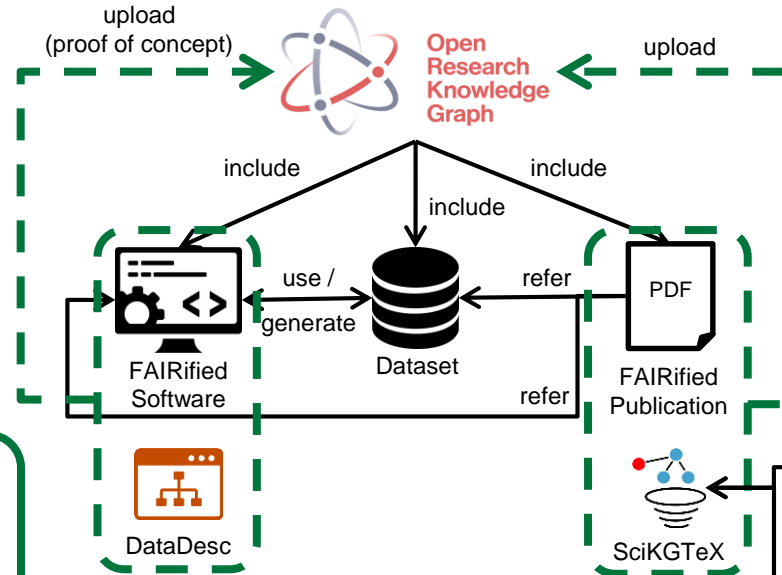 upload
(proof of concept)
Open
Research
Knowledge
Graph
upload
include
include
include
use /
generate
refer
PDF
Dataset
FAIRified
Software
refer
FAIRified
Publication
DataDesc
SciKGTeX